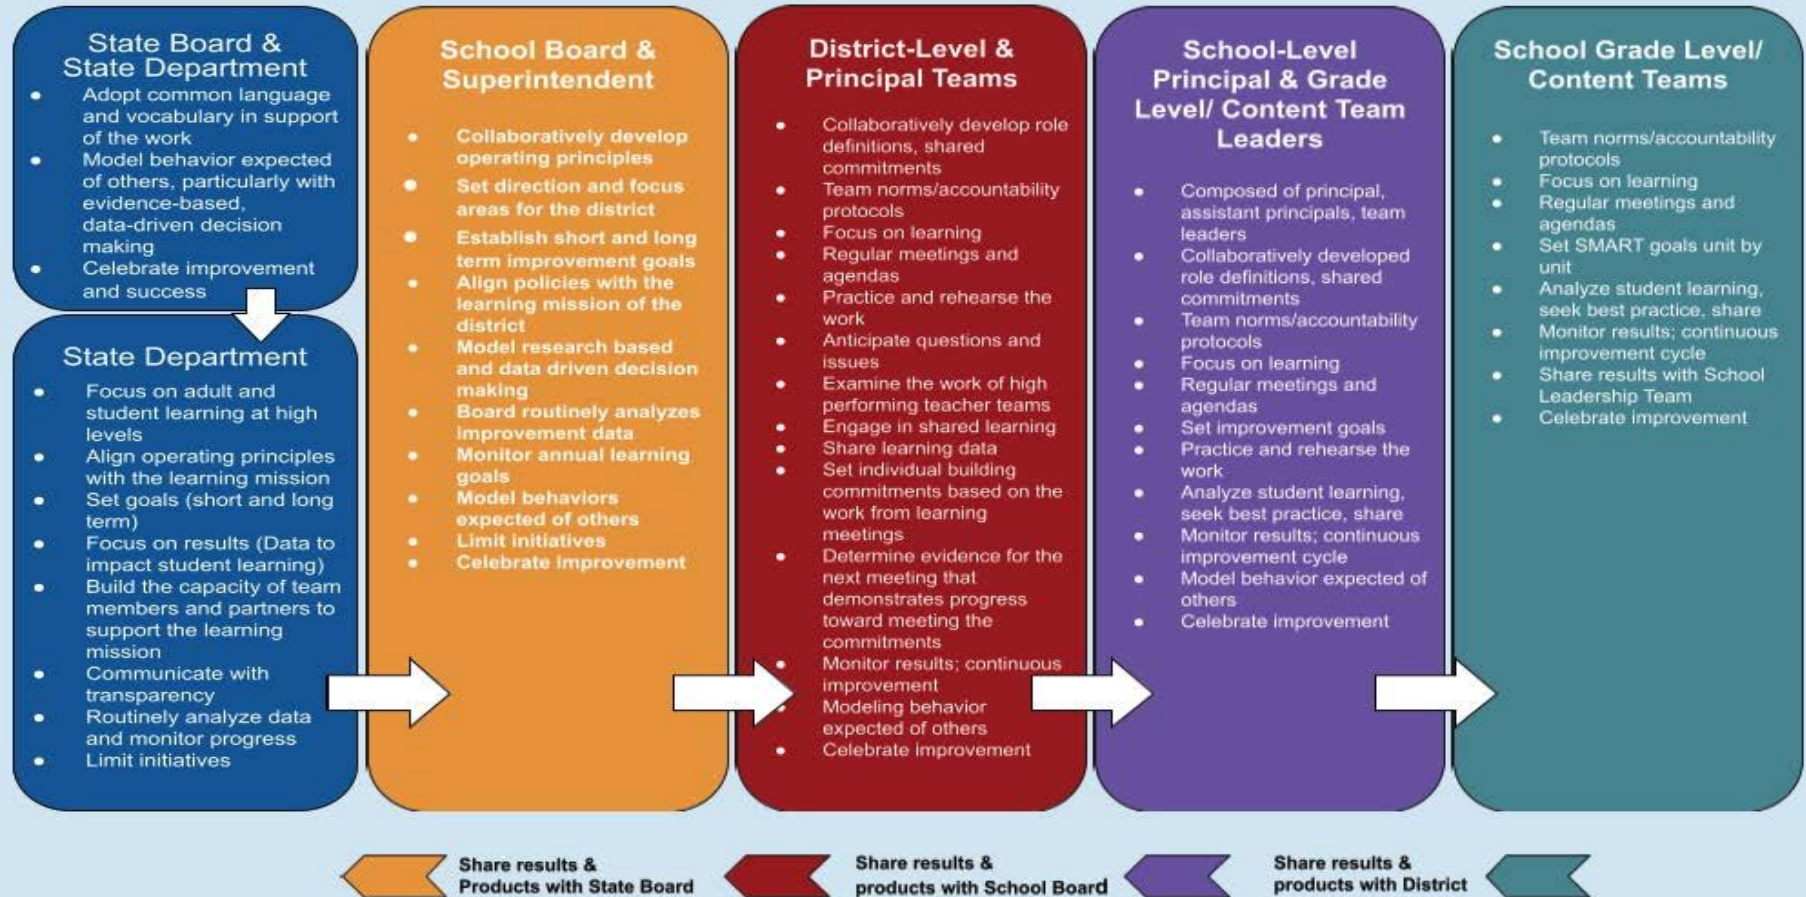 State Board &
State Department
● Adopt common language
and vocabulary in support
of the work
● Model behavior expected
of others, particularly with
evidence-based,
data-driven decision
making
● Celebrate improvement
and success
State Department
● Focus on adult and
student learning at high
levels
● Align operating principles
with the learning mission
● Set goals (short and long
term)
● Focus on results (Data to
impact student learning)
● Build the capacity of team
members and partners to
support the learning
mission
● Communicate with
transparency
● Routinely analyze data
and monitor progress
● Limit initiatives
School Board &
Superintendent
● Collaboratively develop
operating principles
● Set direction and focus
areas for the district
● Establish short and long
term improvement goals
● Align policies with the
learning mission of the
district
● Model research based
and data driven decision
making
● Board routinely analyzes
improvement data
● Monitor annual learning
goals
● Model behaviors
expected of others
● Limit initiatives
● Celebrate improvement
District-Level &
Principal Teams
● Collaboratively develop role
definitions, shared
commitments
● Team norms/accountability
protocols
● Focus on learning
● Regular meetings and
agendas
● Practice and rehearse the
work
● Anticipate questions and
issues
● Examine the work of high
performing teacher teams
● Engage in shared learning
● Share learning data
● Set individual building
commitments based on the
work from learning
meetings
● Determine evidence for the
next meeting that
demonstrates progress
toward meeting the
commitments
● Monitor results; continuous
improvement
● Modeling behavior
expected of others
● Celebrate improvement
School-Level
Principal & Grade
Level/ Content Team
Leaders
● Composed of principal,
assistant principals, team
leaders
● Collaboratively developed
role definitions, shared
commitments
● Team norms/accountability
protocols
● Focus on learning
● Regular meetings and
agendas
● Set improvement goals
● Practice and rehearse the
work
● Analyze student learning,
seek best practice, share
● Monitor results; continuous
improvement cycle
● Model behavior expected of
others
● Celebrate improvement
School Grade Level/
Content Teams
● Team norms/accountability
protocols
● Focus on learning
● Regular meetings and
agendas
● Set SMART goals unit by
unit
● Analyze student learning,
seek best practice, share
● Monitor results; continuous
improvement cycle
● Share results with School
Leadership Team
● Celebrate improvement
Share results &
Products with State Board
Share results &
products with School Board
Share results &
products with District